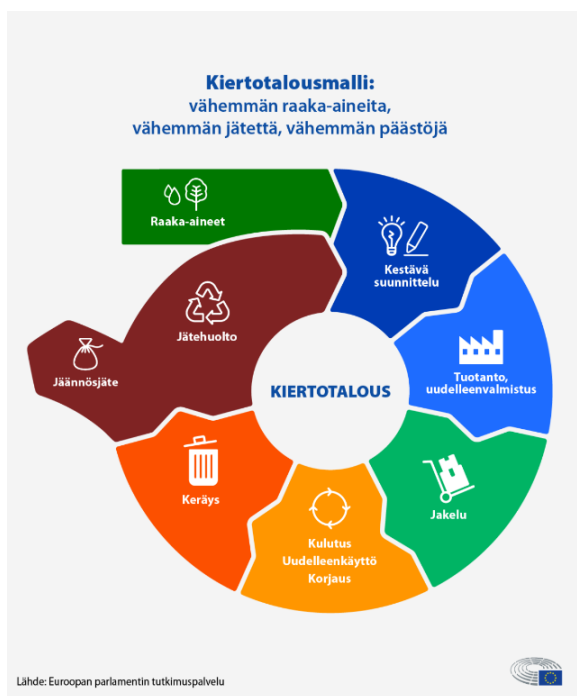 Kiertotalousmalli:
vähemmän raaka-aineita,
vähemmän jätettä, vähemmän päästöjä
Raaka-aineet
Kestävä
suunnittelu
Tuotanto,
uudelleenvalmistus
Jakelu
Kulutus
Uudelleenkäyttö
Korjaus
Keräys
Jätehuolto
Jäännösjäte
KIERTOTALOUS
Lähde: Euroopan parlamentin tutkimuspalvelu